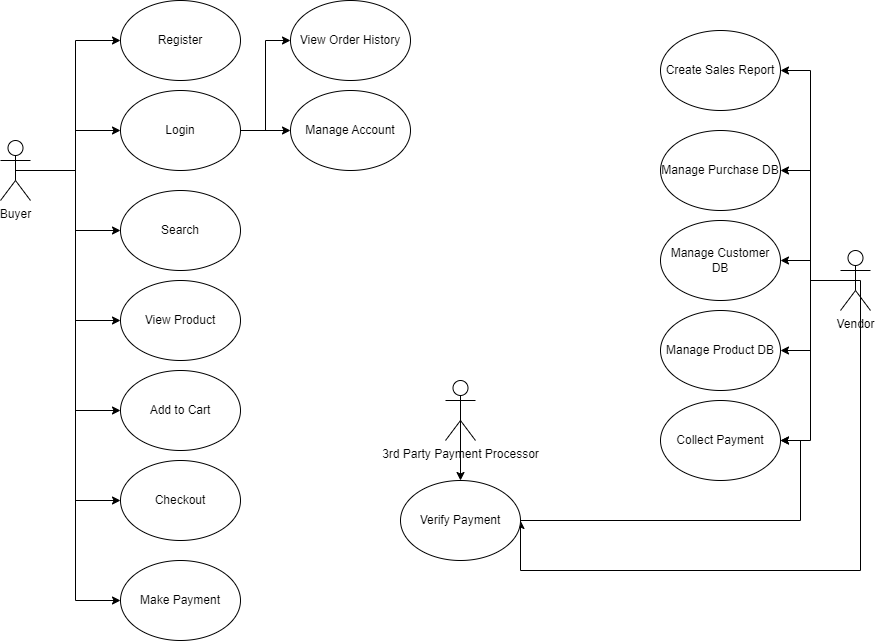 Register
View Order History
Login
Manage Account
Buyer
Search
View Product
Add to Cart
Checkout
Make Payment
3rd Party Payment Processor
Verify Payment
Create Sales Report
Manage Purchase DB
Manage Customer
DB
Manage Product DB
Collect Payment
Vendor